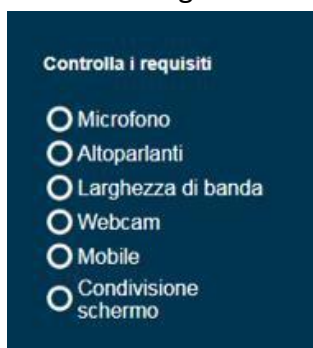 Controlla i requisiti
Microfono
Altoparlanti
Larghezza di banda
Webcam
Mobile
Condivisione
schermo